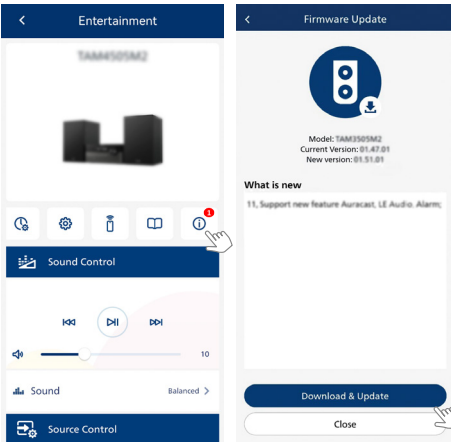 Entertainment
TAM4505M2
1
Sound Control
10
Sound
Balanced
Source Control
Firmware Update
Model: TAM3505M2
Current Version: 01.47.01
New version: 01.51.01
What is new
11, Support new feature Auracast, LE Audio. Alarm;
Download & Update
Close